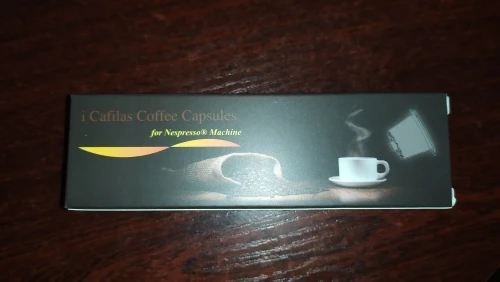 i Cafilas Coffee Capsules
for Nespresso® Machine